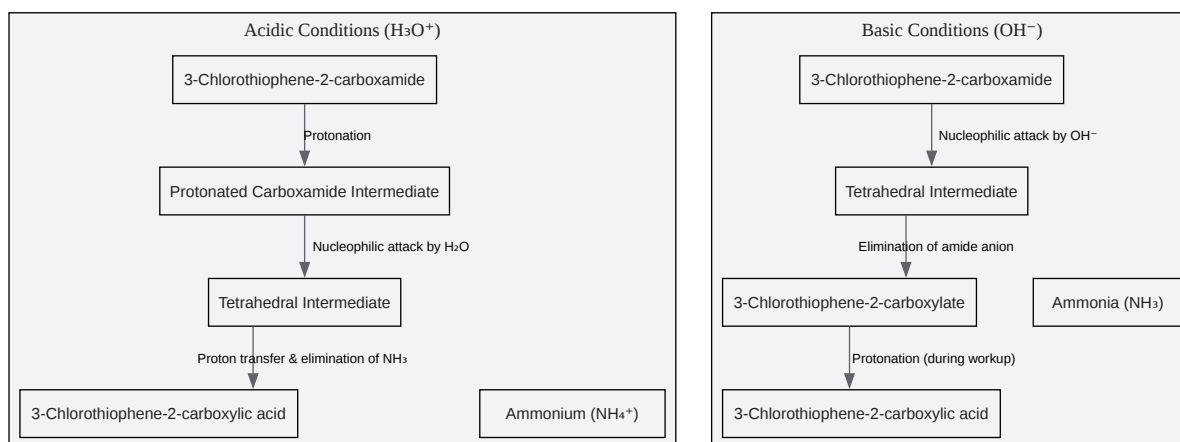 Acidic Conditions (H₃O⁺)
3-Chlorothiophene-2-carboxamide
Protonation
Protonated Carboxamide Intermediate
Nucleophilic attack by H₂O
Tetrahedral Intermediate
Proton transfer & elimination of NH₃
3-Chlorothiophene-2-carboxylic acid
Ammonium (NH₄⁺)
Basic Conditions (OH⁻)
3-Chlorothiophene-2-carboxamide
Nucleophilic attack by OH⁻
Tetrahedral Intermediate
Elimination of amide anion
3-Chlorothiophene-2-carboxylate
Ammonia (NH₃)
Protonation (during workup)
3-Chlorothiophene-2-carboxylic acid